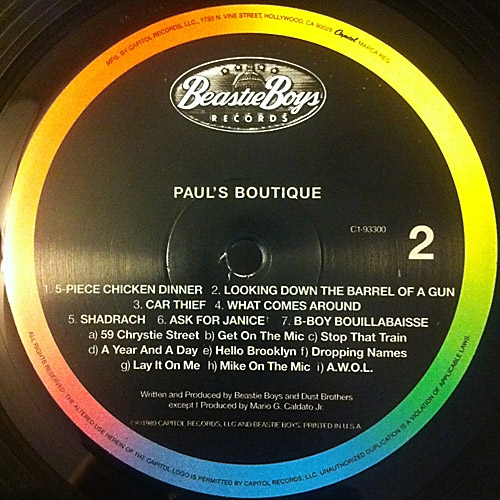 MFG. BY CAPITOL RECORDS, LLC., 1750 N. VINE STREET, HOLLYWOOD, CA 90028 Capitol MARCA REG.
BeastieBoys
RECORDS
PAUL'S BOUTIQUE
C1-93300
2
1. 5-PIECE CHICKEN DINNER 2. LOOKING DOWN THE BARREL OF A GUN
3. CAR THIEF 4. WHAT COMES AROUND
5. SHADRACH 6. ASK FOR JANICE† 7. B-BOY BOUILLABAISSE
a) 59 Chrystie Street b) Get On The Mic c) Stop That Train
d) A Year And A Day e) Hello Brooklyn f) Dropping Names
g) Lay It On Me h) Mike On The Mic i) A.W.O.L.
Written and Produced by Beastie Boys and Dust Brothers
except † Produced by Mario G. Caldato Jr.
℗©1989 CAPITOL RECORDS, LLC AND BEASTIE BOYS. PRINTED IN U.S.A.
ALL RIGHTS RESERVED. THE ALTERED USE HEREIN OF THE CAPITOL LOGO IS PERMITTED BY CAPITOL RECORDS, LLC. UNAUTHORIZED DUPLICATION IS A VIOLATION OF APPLICABLE LAWS.